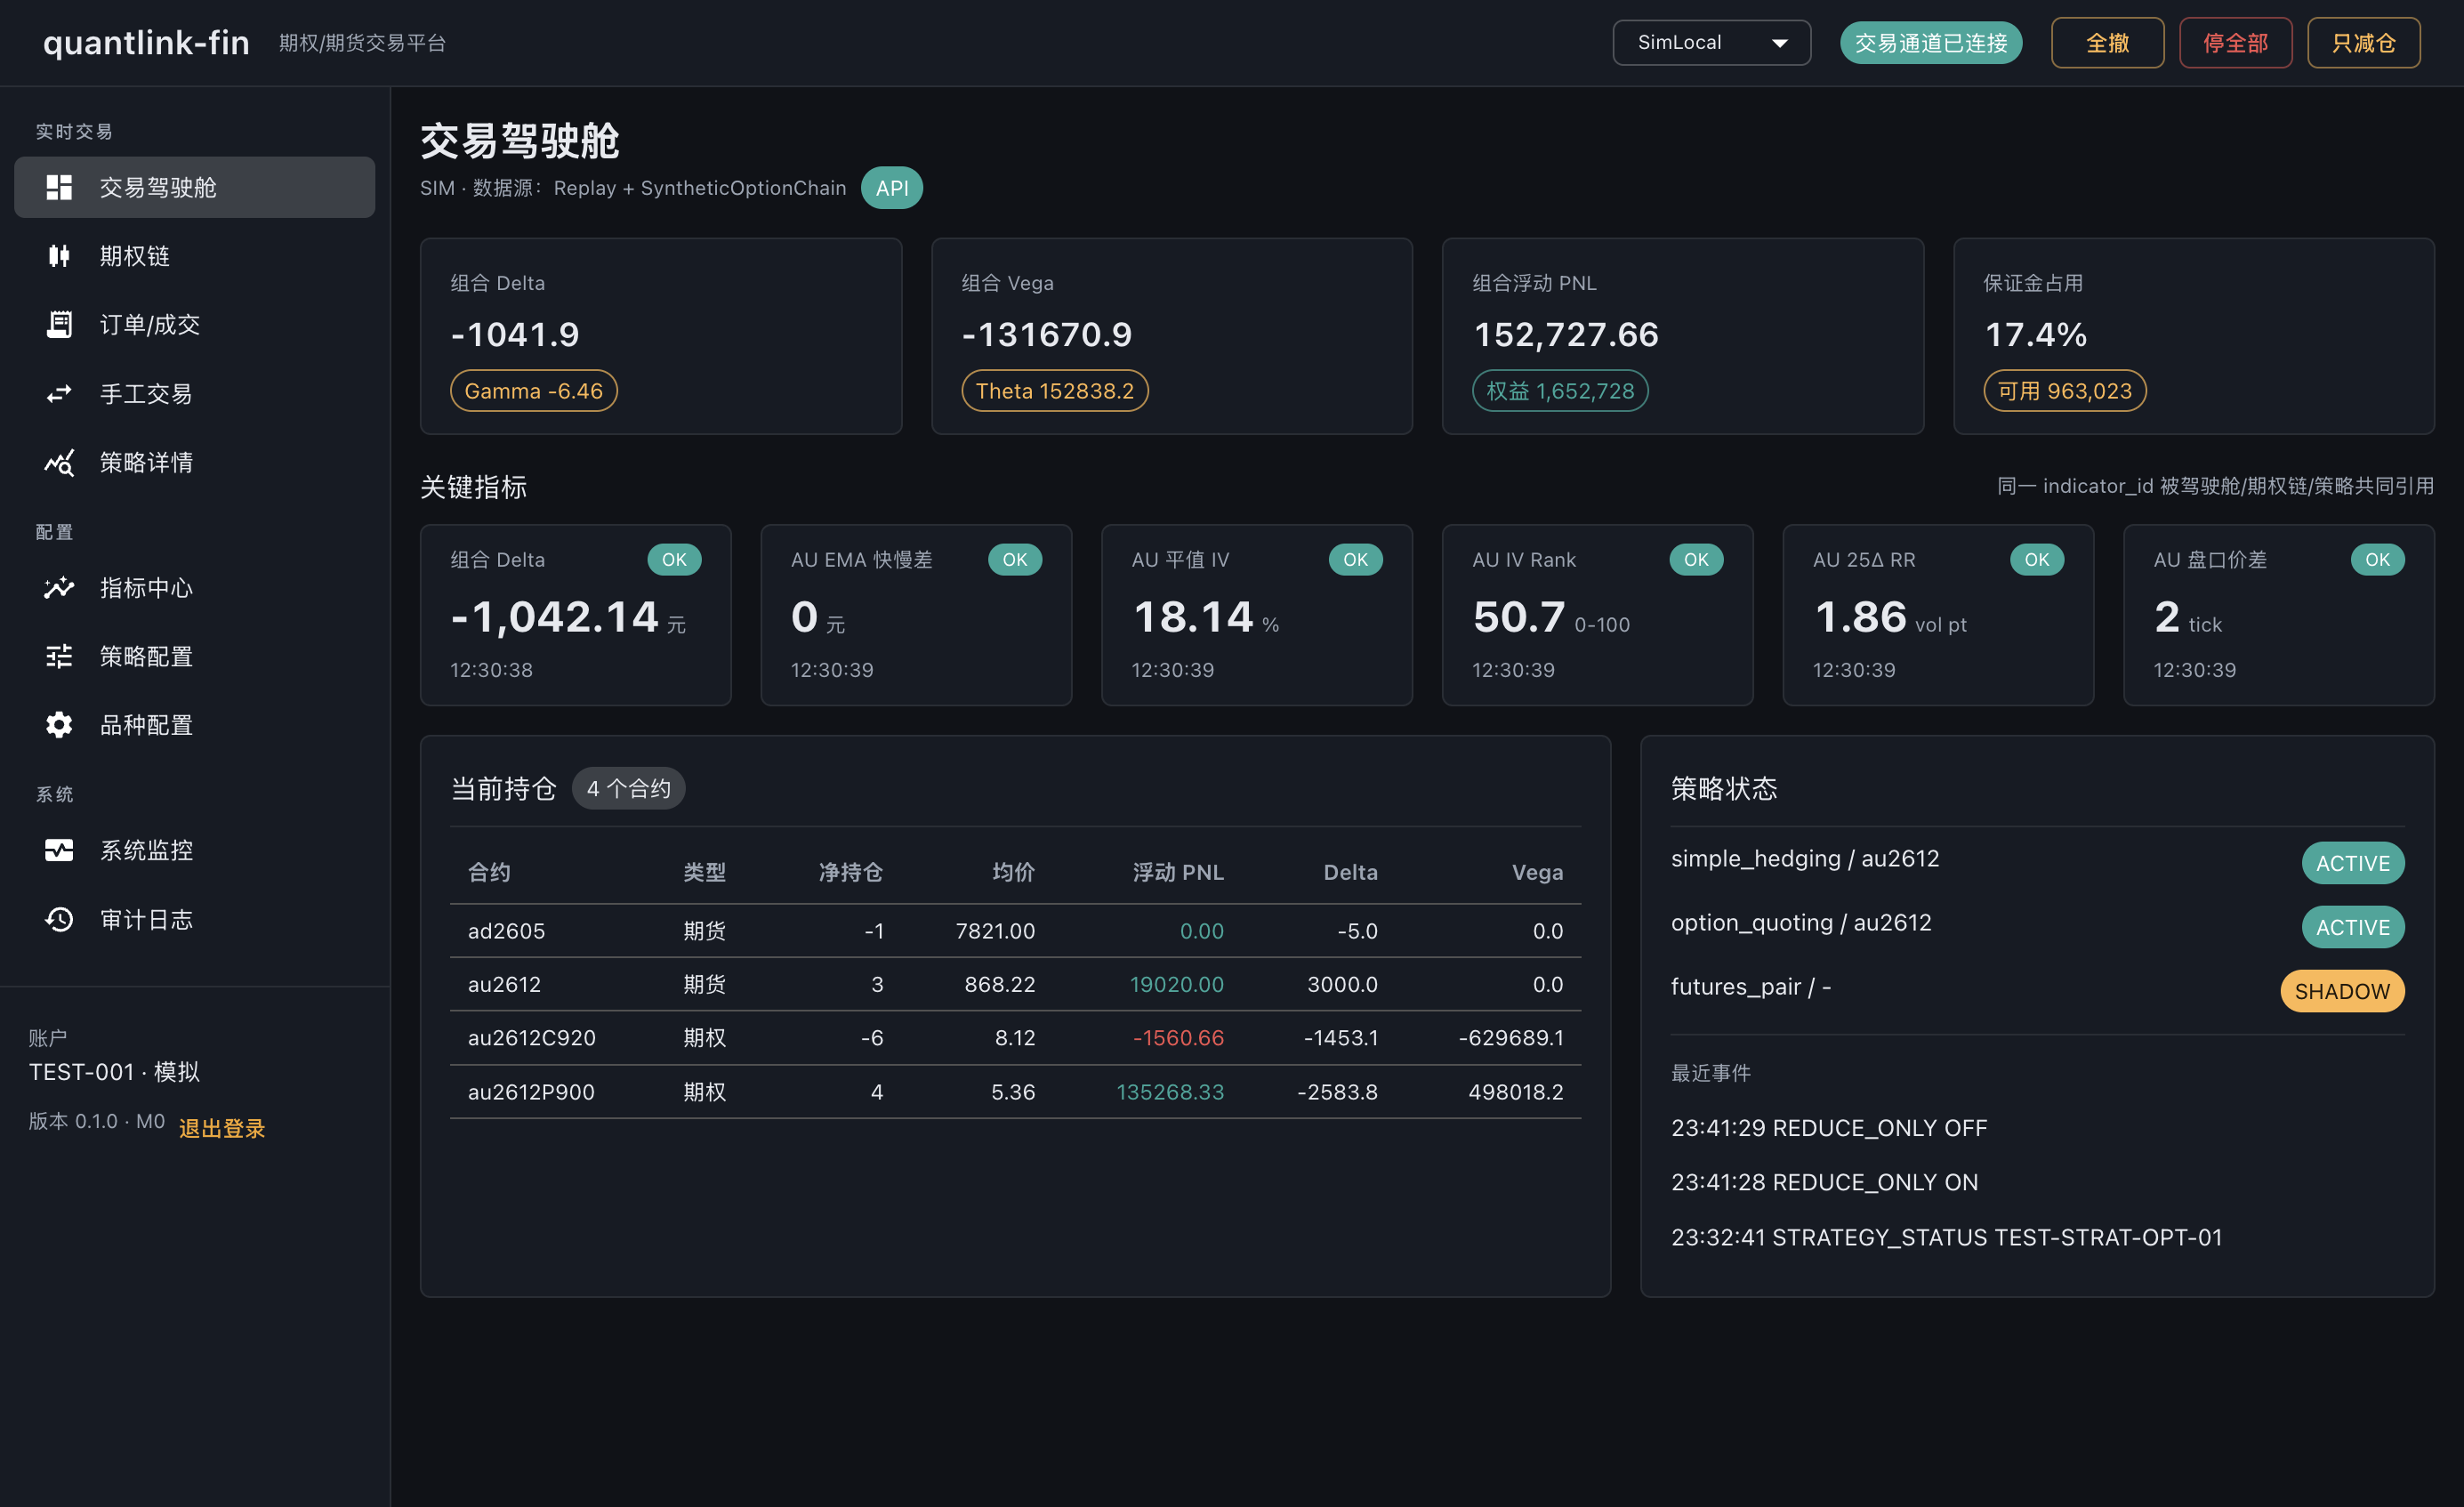 quantlink-fin 期权/期货交易平台 SimLocal 交易通道已连接 全撤 停全部 只减仓
实时交易
交易驾驶舱
期权链
订单/成交
手工交易
策略详情
配置
指标中心
策略配置
品种配置
系统
系统监控
审计日志
账户
TEST-001 · 模拟
版本 0.1.0 · M0 退出登录
交易驾驶舱
SIM · 数据源：Replay + SyntheticOptionChain API
组合 Delta
-1041.9
Gamma -6.46
组合 Vega
-131670.9
Theta 152838.2
组合浮动 PNL
152,727.66
权益 1,652,728
保证金占用
17.4%
可用 963,023
关键指标 同一 indicator_id 被驾驶舱/期权链/策略共同引用
组合 Delta OK
-1,042.14 元
12:30:38
AU EMA 快慢差 OK
0 元
12:30:39
AU 平值 IV OK
18.14 %
12:30:39
AU IV Rank OK
50.7 0-100
12:30:39
AU 25Δ RR OK
1.86 vol pt
12:30:39
AU 盘口价差 OK
2 tick
12:30:39
当前持仓 4 个合约
合约 类型 净持仓 均价 浮动 PNL Delta Vega
ad2605 期货 -1 7821.00 0.00 -5.0 0.0
au2612 期货 3 868.22 19020.00 3000.0 0.0
au2612C920 期权 -6 8.12 -1560.66 -1453.1 -629689.1
au2612P900 期权 4 5.36 135268.33 -2583.8 498018.2
策略状态
simple_hedging / au2612 ACTIVE
option_quoting / au2612 ACTIVE
futures_pair / - SHADOW
最近事件
23:41:29 REDUCE_ONLY OFF
23:41:28 REDUCE_ONLY ON
23:32:41 STRATEGY_STATUS TEST-STRAT-OPT-01